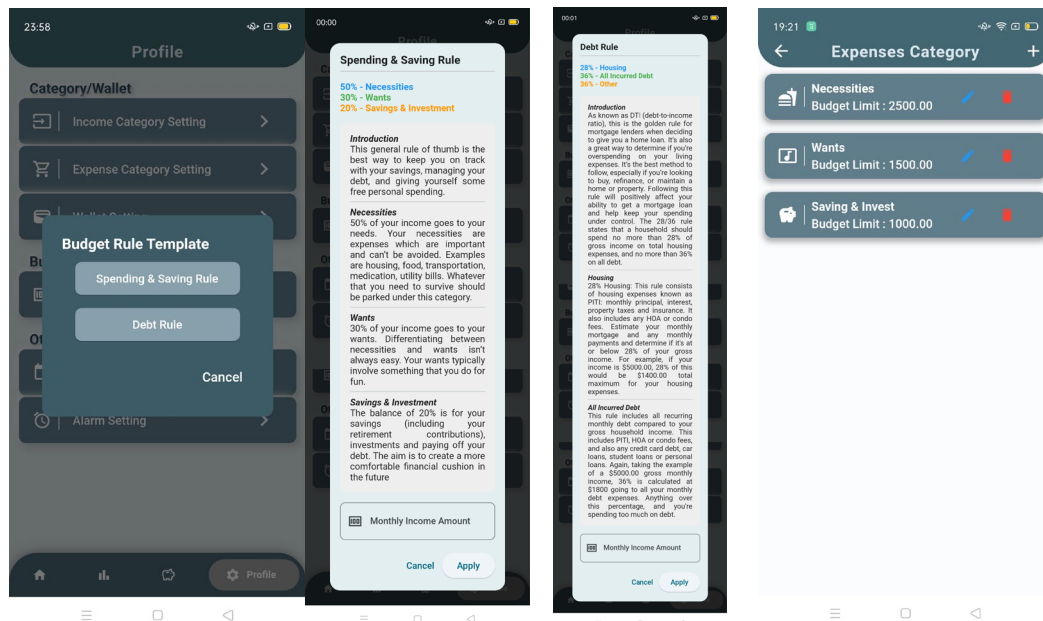 23:58
Profile
Category/Wallet
Income Category Setting
Expense Category Setting
Wallet Setting
Budget Rule Template
Spending & Saving Rule
Debt Rule
Cancel
Alarm Setting
Profile
00:00
Profile
Spending & Saving Rule
50% - Necessities
30% - Wants
20% - Savings & Investment
Introduction
This general rule of thumb is the
best way to keep you on track
with your savings, managing your
debt, and giving yourself some
free personal spending.
Necessities
50% of your income goes to your
needs. Your necessities are
expenses which are important
and can't be avoided. Examples
are housing, food, transportation,
medication, utility bills. Whatever
that you need to survive should
be parked under this category.
Wants
30% of your income goes to your
wants. Differentiating between
necessities and wants isn't
always easy. Your wants typically
involve something that you do for
fun.
Savings & Investment
The balance of 20% is for your
savings (including your
retirement contributions),
investments and paying off your
debt. The aim is to create a more
comfortable financial cushion in
the future
Monthly Income Amount
Cancel
Apply
00:01
Profile
Debt Rule
28% - Housing
36% - All Incurred Debt
36% - Other
Introduction
As known as DTI (debt-to-income
ratio), this is the golden rule for
mortgage lenders when deciding
to give you a home loan. It's also
a great way to determine if you're
overspending on your living
expenses. It's the best method to
follow, especially if you're looking
to buy, refinance, or maintain a
home or property. Following this
rule will positively affect your
ability to get a mortgage loan
and help keep your spending
under control. The 28/36 rule
states that a household should
spend no more than 28% of
gross income on total housing
expenses, and no more than 36%
on all debt.
Housing
28% Housing: This rule consists
of housing expenses known as
PITI: monthly principal, interest,
property taxes and insurance. It
also includes any HOA or condo
fees. Estimate your monthly
mortgage and any monthly
payments and determine if it's at
or below 28% of your gross
income. For example, if your
income is $5000.00, 28% of this
would be $1400.00 total
maximum for your housing
expenses.
All Incurred Debt
This rule includes all recurring
monthly debt compared to your
gross household income. This
includes PITI, HOA or condo fees,
and also any credit card debt, car
loans, student loans or personal
loans. Again, taking the example
of a $5000.00 gross monthly
income, 36% is calculated at
$1800 going to all your monthly
debt expenses. Anything over
this percentage, and you're
spending too much on debt.
Monthly Income Amount
Cancel
Apply
19:21
Expenses Category
Necessities
Budget Limit : 2500.00
Wants
Budget Limit : 1500.00
Saving & Invest
Budget Limit : 1000.00